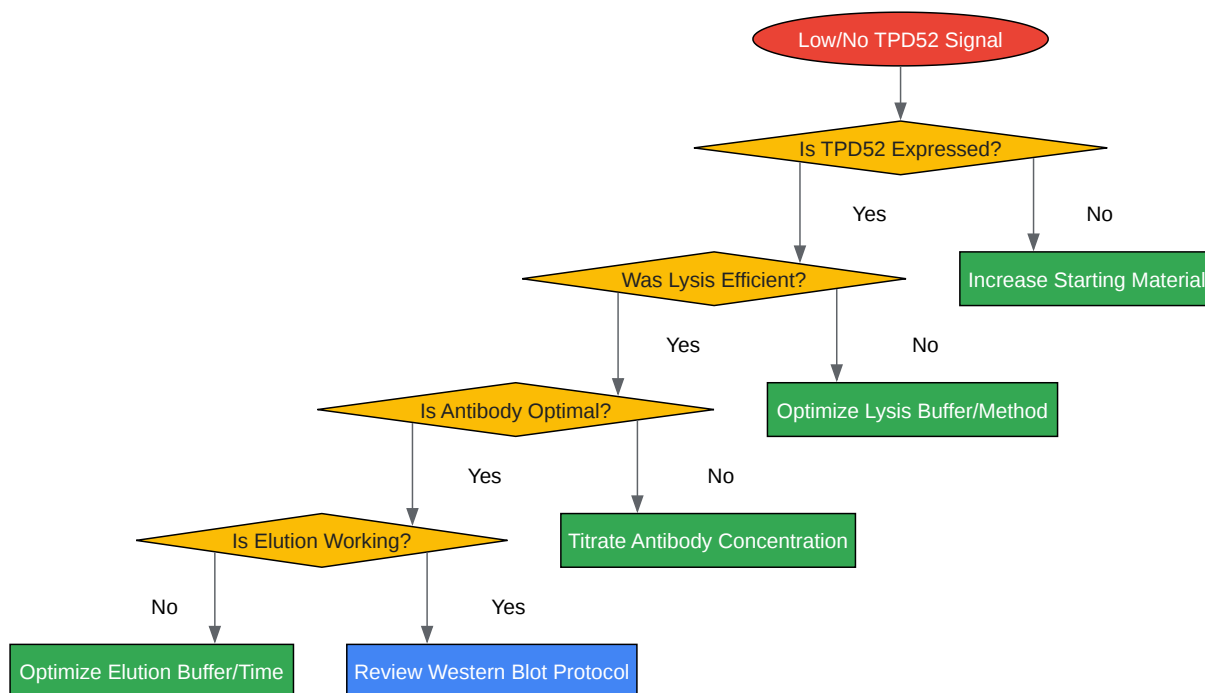 Low/No TPD52 Signal
Is TPD52 Expressed?
Yes
No
Was Lysis Efficient?
Increase Starting Material
Yes
No
Is Antibody Optimal?
Optimize Lysis Buffer/Method
Yes
No
Is Elution Working?
Titrate Antibody Concentration
No
Yes
Optimize Elution Buffer/Time
Review Western Blot Protocol